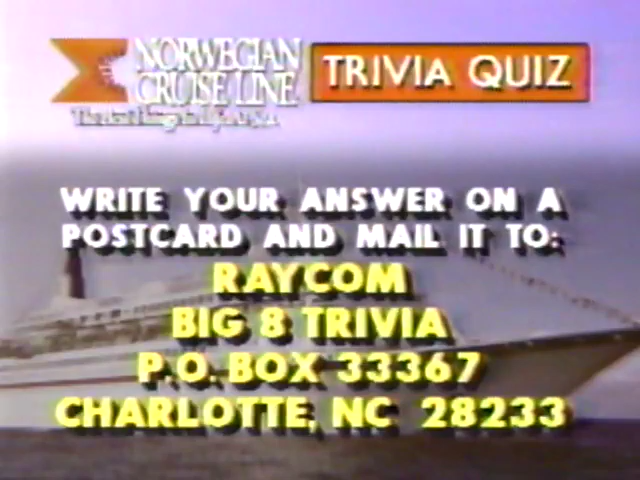 NORWEGIAN
CRUISE LINE
TRIVIA QUIZ
WRITE YOUR ANSWER ON A
POSTCARD AND MAIL IT TO:
RAYCOM
BIG 8 TRIVIA
P.O. BOX 33367
CHARLOTTE, NC 28233